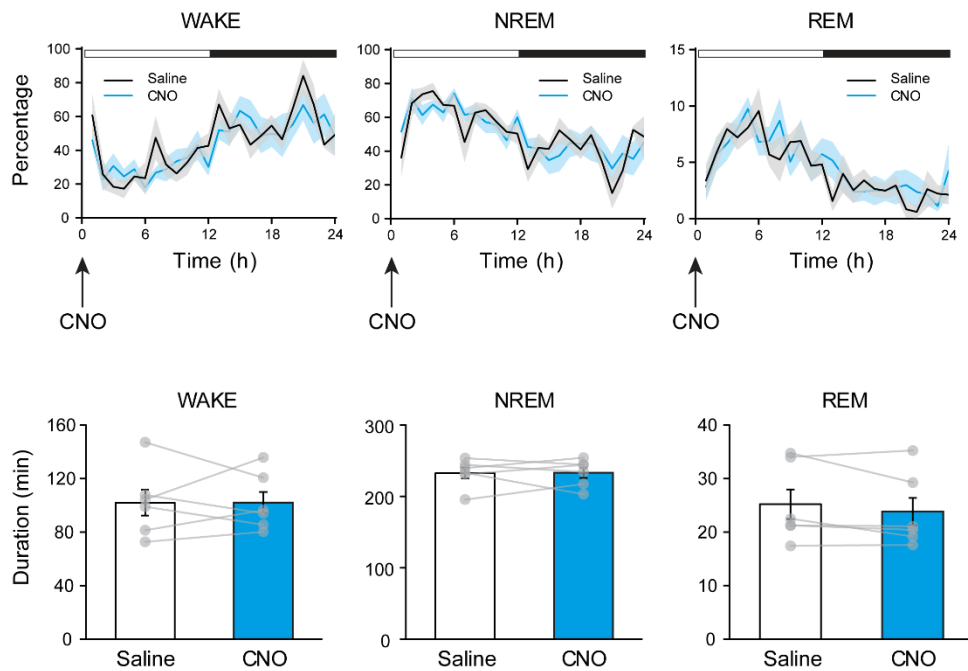 WAKE
Percentage
100
80
60
40
20
0
Saline
CNO
0
6
12
18
24
Time (h)
CNO
NREM
100
80
60
40
20
0
Saline
CNO
0
6
12
18
24
Time (h)
CNO
REM
15
10
5
0
Saline
CNO
0
6
12
18
24
Time (h)
CNO
WAKE
Duration (min)
160
120
80
40
0
Saline
CNO
NREM
300
200
100
0
Saline
CNO
REM
40
30
20
10
0
Saline
CNO